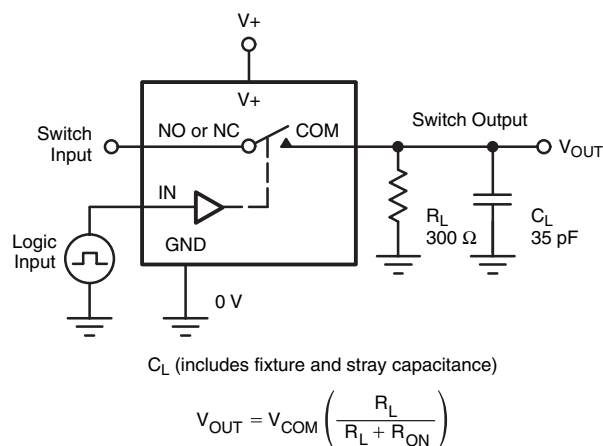 V+
V+
Switch Output
Switch
Input
NO or NC
COM
V_OUT
IN
R_L
300 Ω
C_L
35 pF
Logic
Input
GND
0 V
C_L (includes fixture and stray capacitance)
V_OUT = V_COM ( R_L / R_L + R_ON )